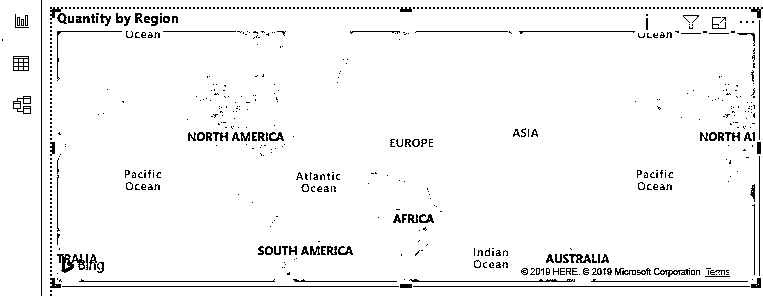 Quantity by Region
Ocean
Ocean
NORTH AMERICA
EUROPE
ASIA
NORTH AI
Pacific
Ocean
Atlantic
Ocean
Pacific
Ocean
AFRICA
SOUTH AMERICA
Indian
Ocean
AUSTRALIA
TRALIA
Bing
© 2019 HERE. © 2019 Microsoft Corporation Terms